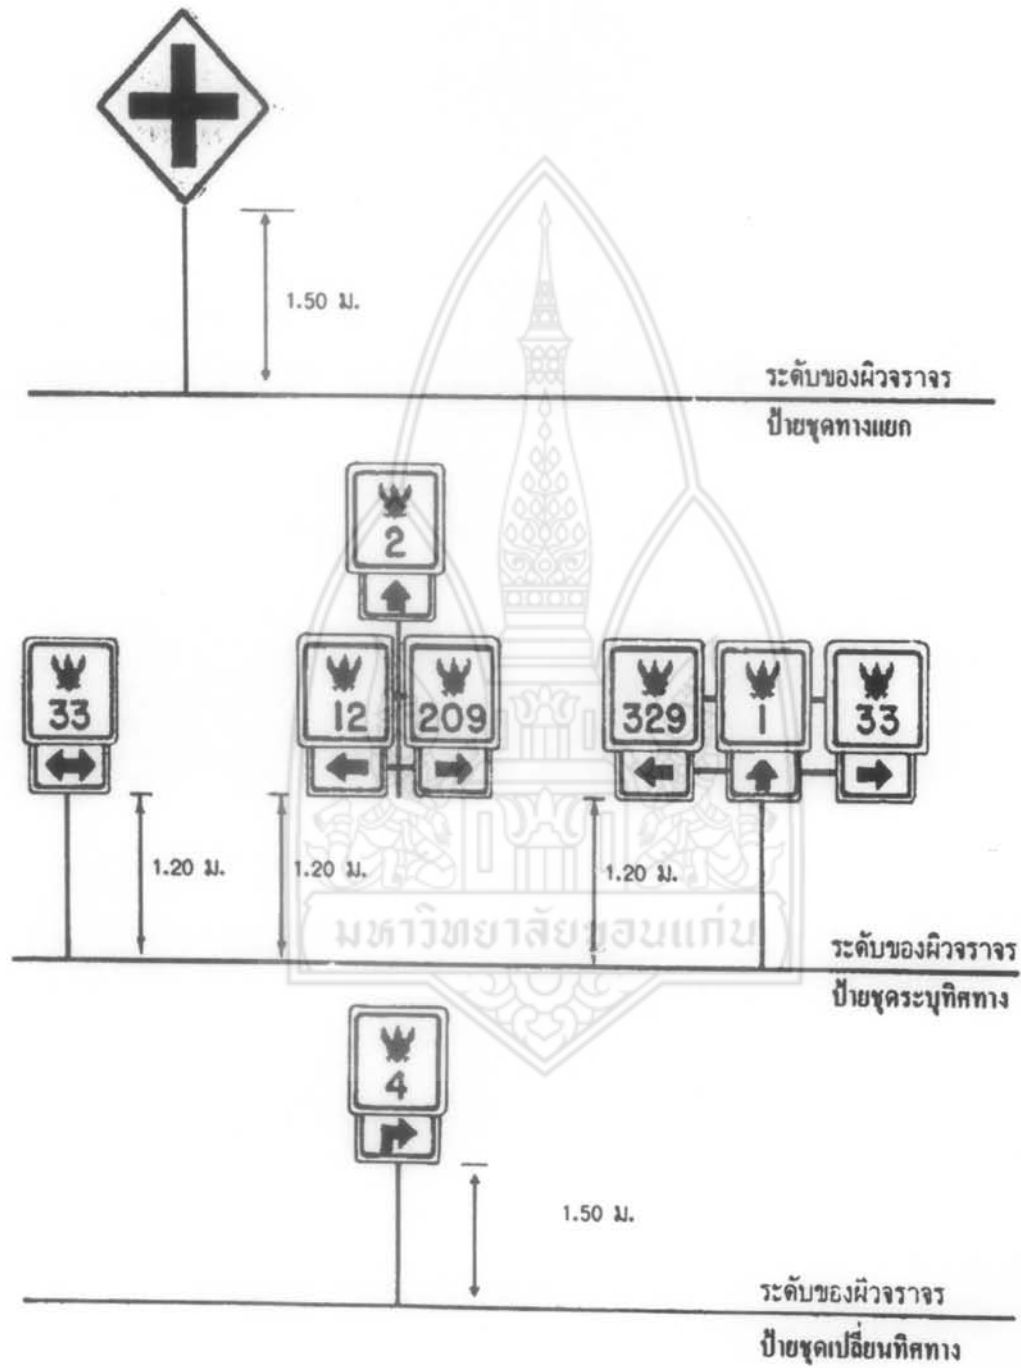 1.50 ม.
ระดับของผิวจราจร
ป้ายชุดทางแยก
2
33
12
209
329
1
33
1.20 ม.
1.20 ม.
1.20 ม.
มหาวิทยาลัยขอนแก่น
ระดับของผิวจราจร
ป้ายชุดระบุทิศทาง
4
1.50 ม.
ระดับของผิวจราจร
ป้ายชุดเปลี่ยนทิศทาง